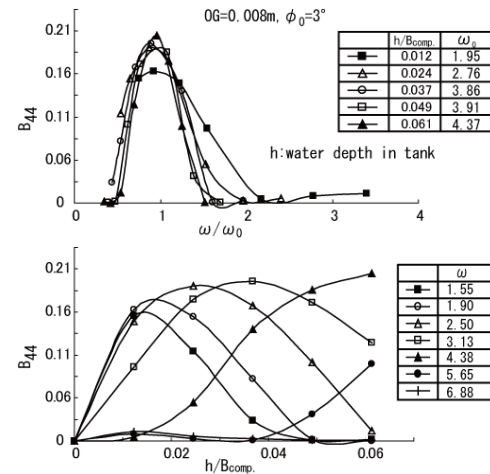 OG=0.008m, ϕ₀=3°
B₄₄
0.21
0.16
0.11
0.06
0
0 1 2 3 4
ω/ω₀
h/Bcomp. ω₀
0.012 1.95
0.024 2.76
0.037 3.86
0.049 3.91
0.061 4.37
h:water depth in tank
B₄₄
0.21
0.16
0.11
0.06
0
0 0.02 0.04 0.06
h/Bcomp.
ω
1.55
1.90
2.50
3.13
4.38
5.65
6.88